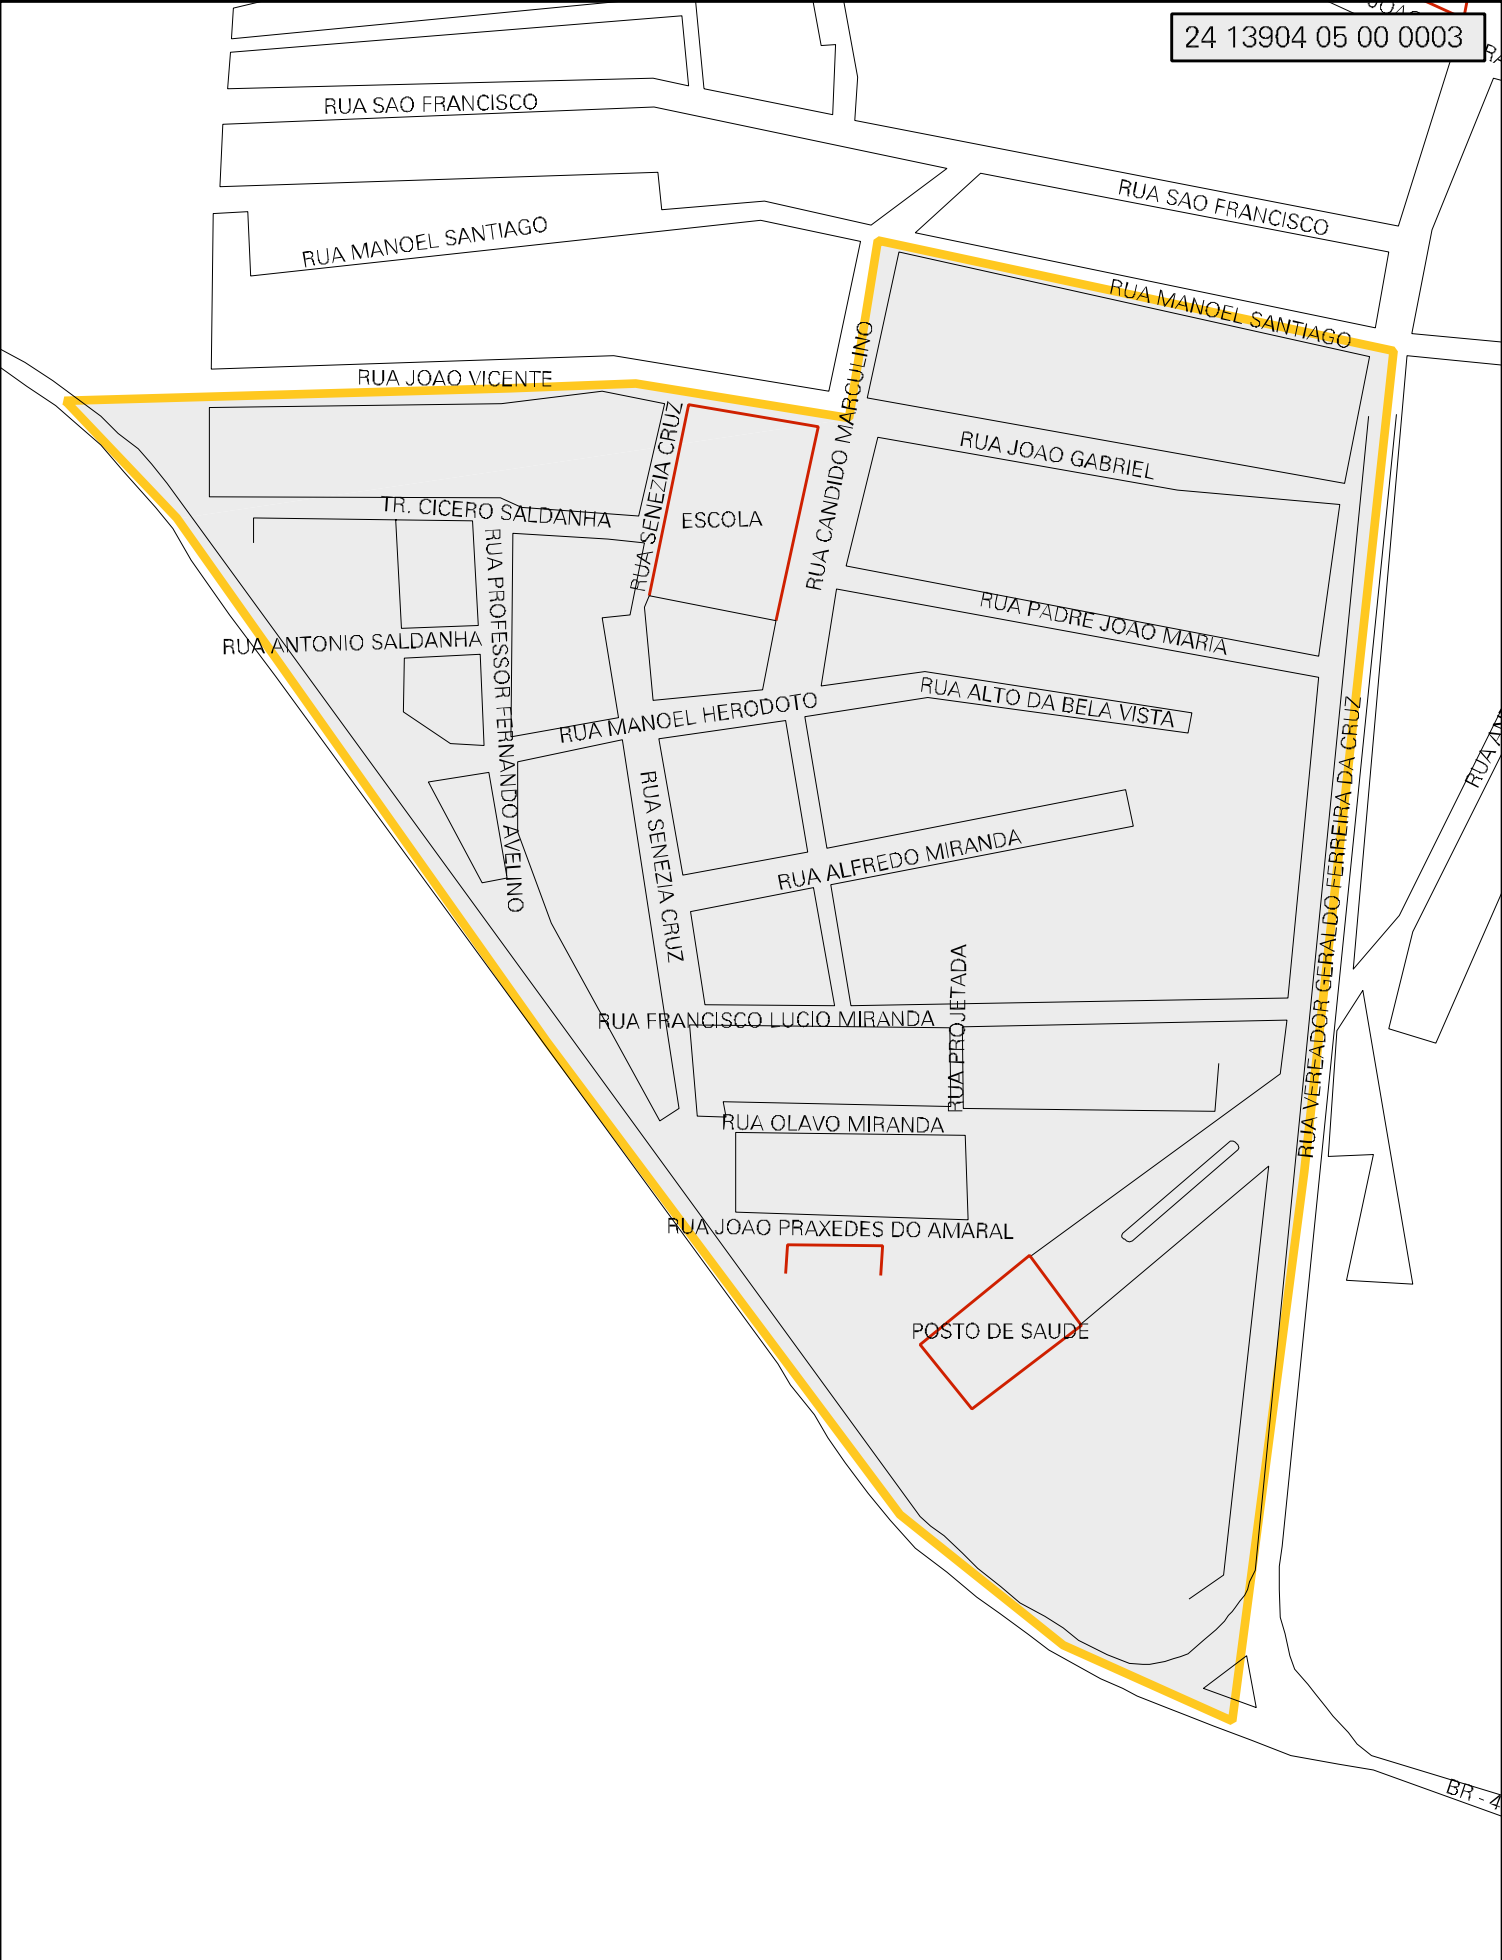 24 13904 05 00 0003
RUA SAO FRANCISCO
RUA SAO FRANCISCO
RUA MANOEL SANTIAGO
RUA MANOEL SANTIAGO
RUA JOAO VICENTE
RUA CANDIDO MARCULINO
RUA SENEZIA CRUZ
RUA JOAO GABRIEL
TR. CICERO SALDANHA
ESCOLA
RUA PROFESSOR FERNANDO AVELINO
RUA PADRE JOAO MARIA
RUA ANTONIO SALDANHA
RUA ALTO DA BELA VISTA
RUA MANOEL HERODOTO
RUA VEREADOR GERALDO FERREIRA DA CRUZ
RUA SENEZIA CRUZ
RUA ALFREDO MIRANDA
RUA PROJETADA
RUA FRANCISCO LUCIO MIRANDA
RUA OLAVO MIRANDA
RUA JOAO PRAXEDES DO AMARAL
POSTO DE SAUDE
RUA
BR - 4